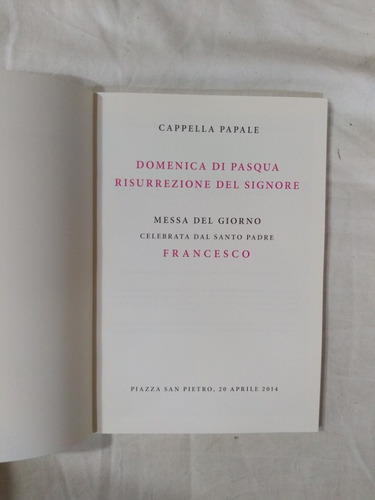 CAPPELLA PAPALE
DOMENICA DI PASQUA
RISURREZIONE DEL SIGNORE
MESSA DEL GIORNO
CELEBRATA DAL SANTO PADRE
FRANCESCO
PIAZZA SAN PIETRO, 20 APRILE 2014